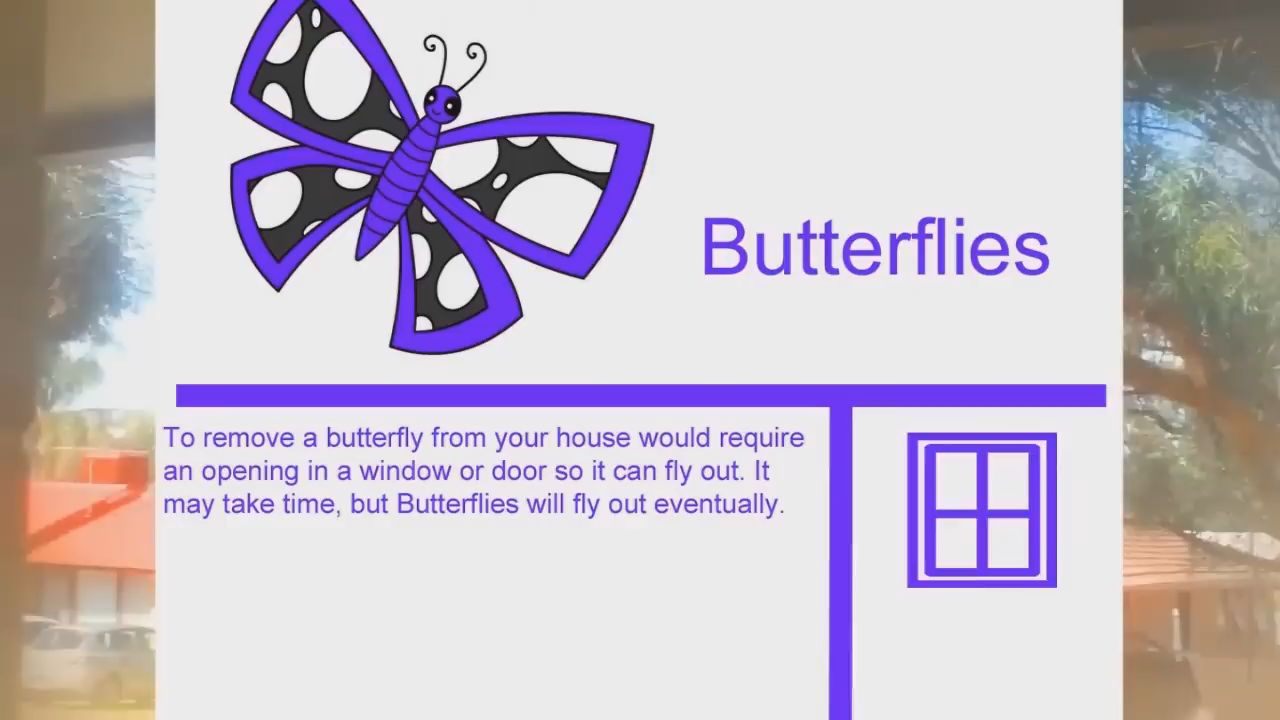 Butterflies
To remove a butterfly from your house would require
an opening in a window or door so it can fly out. It
may take time, but Butterflies will fly out eventually.